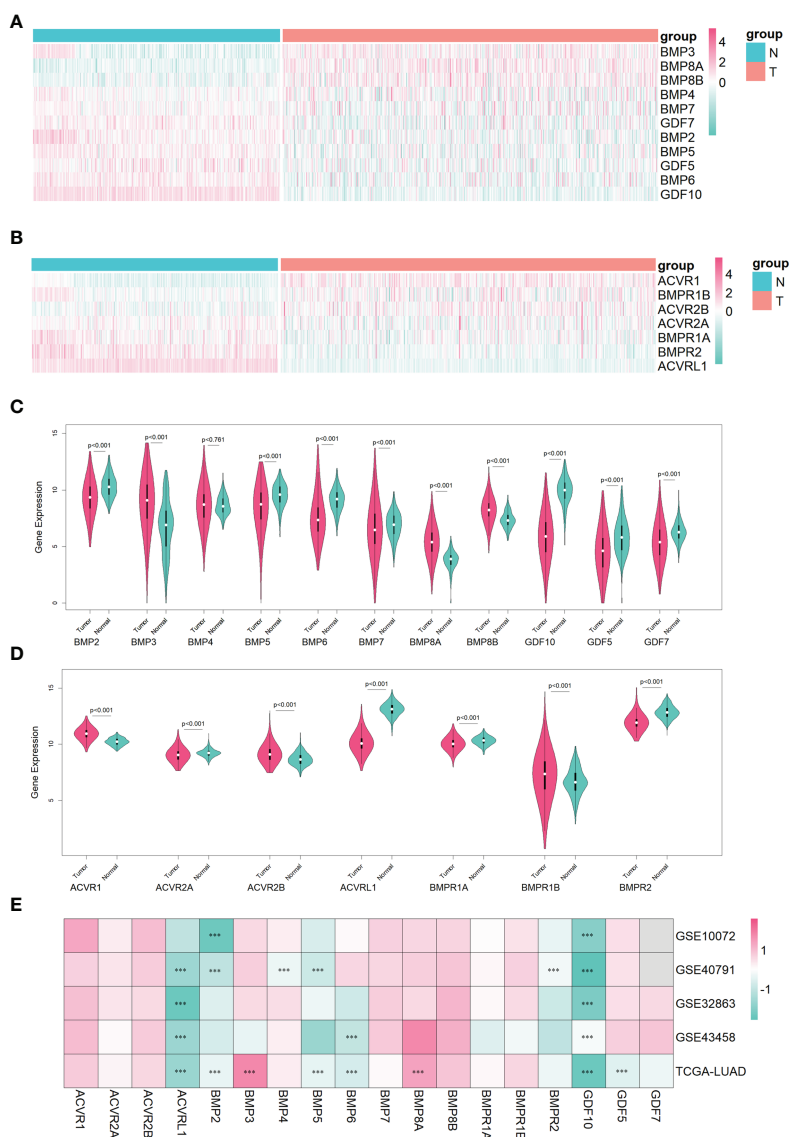 A
group
BMP3
BMP8A
BMP8B
BMP4
BMP7
GDF7
BMP2
BMP5
GDF5
BMP6
GDF10
4
2
0
group
N
T
B
group
ACVR1
BMPR1B
ACVR2B
ACVR2A
BMPR1A
BMPR2
ACVRL1
4
2
0
group
N
T
C
Gene Expression
15
10
5
0
p<0.001
p<0.001
p<0.761
p<0.001
p<0.001
p<0.001
p<0.001
p<0.001
p<0.001
p<0.001
p<0.001
Tumor Normal Tumor Normal Tumor Normal Tumor Normal Tumor Normal Tumor Normal Tumor Normal Tumor Normal Tumor Normal Tumor Normal Tumor Normal
BMP2 BMP3 BMP4 BMP5 BMP6 BMP7 BMP8A BMP8B GDF10 GDF5 GDF7
D
Gene Expression
15
10
5
p<0.001
p<0.001
p<0.001
p<0.001
p<0.001
p<0.001
p<0.001
Tumor Normal Tumor Normal Tumor Normal Tumor Normal Tumor Normal Tumor Normal Tumor Normal
ACVR1 ACVR2A ACVR2B ACVRL1 BMPR1A BMPR1B BMPR2
E
*** *** GSE10072
*** *** *** *** *** *** GSE40791
*** *** GSE32863
*** *** *** GSE43458
*** *** *** *** *** *** *** *** TCGA-LUAD
1
-1
ACVR1 ACVR2A ACVR2B ACVRL1 BMP2 BMP3 BMP4 BMP5 BMP6 BMP7 BMP8A BMP8B BMPR1A BMPR1B BMPR2 GDF10 GDF5 GDF7